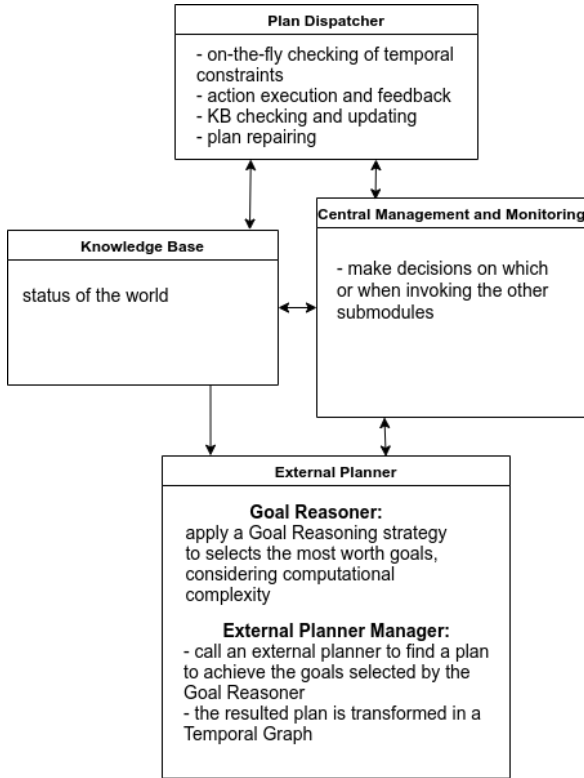 Plan Dispatcher
- on-the-fly checking of temporal
constraints
- action execution and feedback
- KB checking and updating
- plan repairing
Central Management and Monitoring
- make decisions on which
or when invoking the other
submodules
Knowledge Base
status of the world
External Planner
Goal Reasoner:
apply a Goal Reasoning strategy
to selects the most worth goals,
considering computational
complexity
External Planner Manager:
- call an external planner to find a plan
to achieve the goals selected by the
Goal Reasoner
- the resulted plan is transformed in a
Temporal Graph